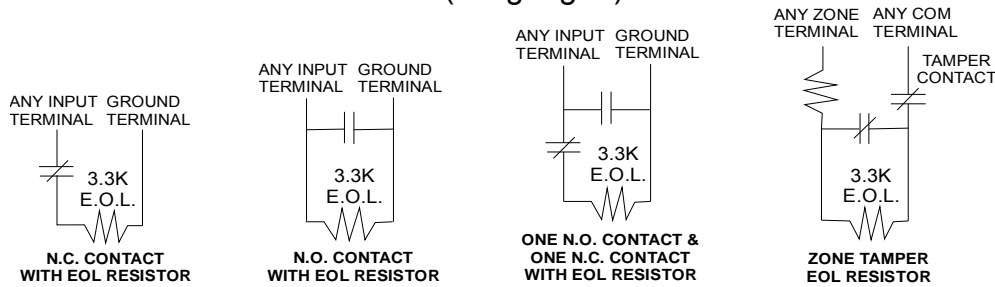 ANY INPUT GROUND
TERMINAL TERMINAL
3.3K
E.O.L.
N.C. CONTACT
WITH EOL RESISTOR
ANY INPUT GROUND
TERMINAL TERMINAL
3.3K
E.O.L.
N.O. CONTACT
WITH EOL RESISTOR
ANY INPUT GROUND
TERMINAL TERMINAL
3.3K
E.O.L.
ONE N.O. CONTACT &
ONE N.C. CONTACT
WITH EOL RESISTOR
ANY ZONE ANY COM
TERMINAL TERMINAL
TAMPER
CONTACT
3.3K
E.O.L.
ZONE TAMPER
EOL RESISTOR